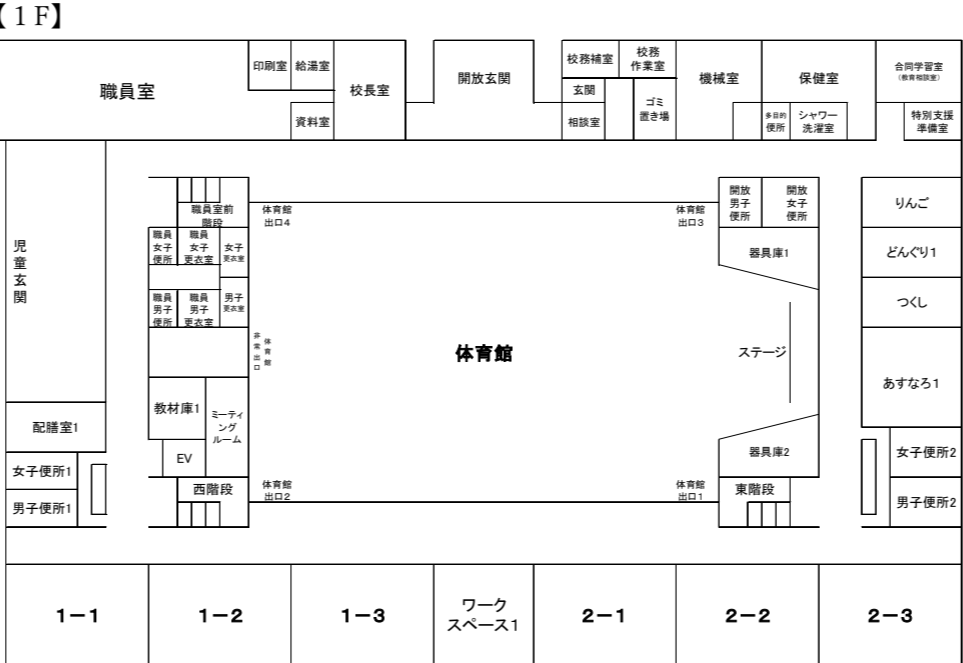 【１F】
職員室
印刷室
給湯室
資料室
校長室
開放玄関
校務補室
校務
作業室
玄関
相談室
ゴミ
置き場
機械室
保健室
多目的
便所
シャワー
洗濯室
合同学習室
(教育相談室)
特別支援
準備室
児童玄関
職員室前
階段
体育館
出口4
体育館
出口3
開放
男子
便所
開放
女子
便所
りんご
職員
女子
便所
職員
女子
更衣室
女子
更衣室
器具庫1
どんぐり1
職員
男子
便所
職員
男子
更衣室
男子
更衣室
つくし
体育館
非常出口
体育館
ステージ
あすなろ1
教材庫1
ミーティ
ング
ルーム
EV
配膳室1
女子便所1
男子便所1
器具庫2
女子便所2
男子便所2
西階段
体育館
出口2
体育館
出口1
東階段
１－１
１－２
１－３
ワーク
スペース1
２－１
２－２
２－３